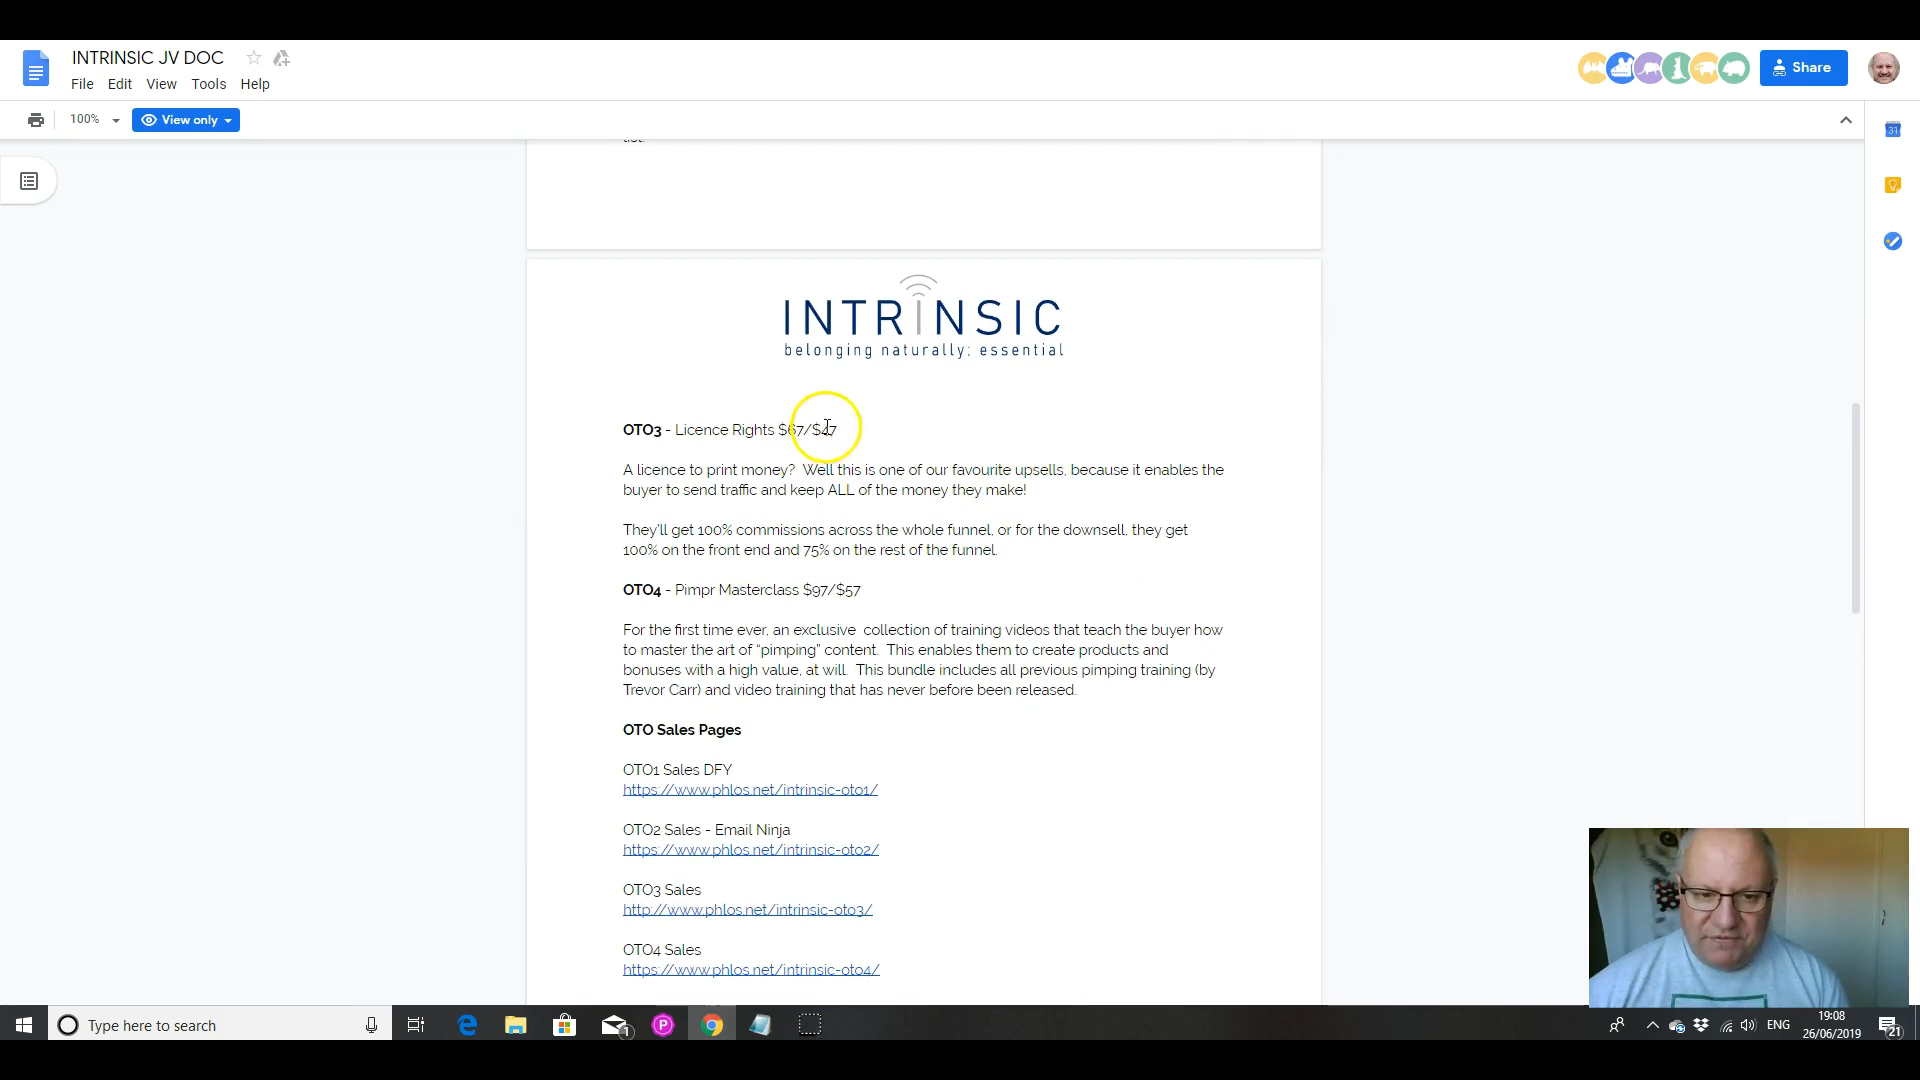 INTRINSIC JV DOC
File Edit View Tools Help
Share
100%
View only
31
INTRINSIC
belonging naturally; essential
OTO3 - Licence Rights $67/$47
A licence to print money?  Well this is one of our favourite upsells, because it enables the
buyer to send traffic and keep ALL of the money they make!
They'll get 100% commissions across the whole funnel, or for the downsell, they get
100% on the front end and 75% on the rest of the funnel.
OTO4 - Pimpr Masterclass $97/$57
For the first time ever, an exclusive  collection of training videos that teach the buyer how
to master the art of "pimping" content.  This enables them to create products and
bonuses with a high value, at will.  This bundle includes all previous pimping training (by
Trevor Carr) and video training that has never before been released.
OTO Sales Pages
OTO1 Sales DFY
https://www.phlos.net/intrinsic-oto1/
OTO2 Sales - Email Ninja
https://www.phlos.net/intrinsic-oto2/
OTO3 Sales
http://www.phlos.net/intrinsic-oto3/
OTO4 Sales
https://www.phlos.net/intrinsic-oto4/
Type here to search
1
P
ENG
19:08
26/06/2019
21